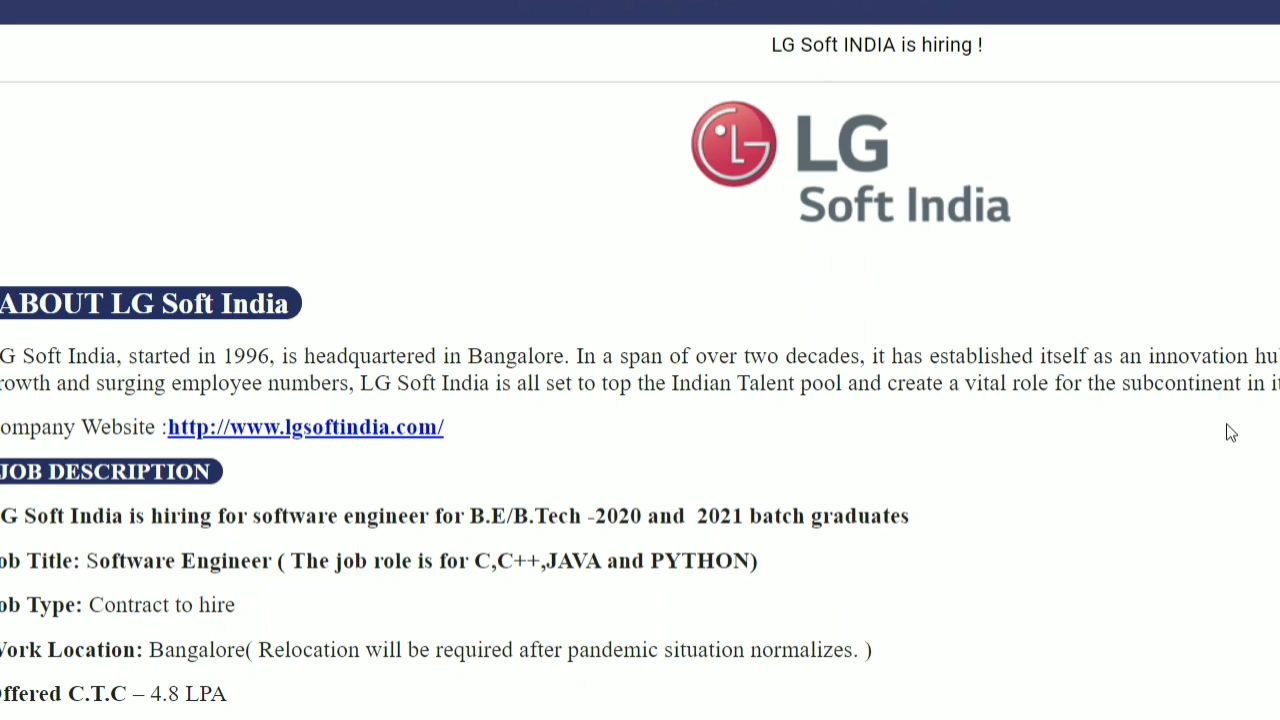 LG Soft INDIA is hiring !
LG
Soft India
ABOUT LG Soft India
G Soft India, started in 1996, is headquartered in Bangalore. In a span of over two decades, it has established itself as an innovation hu
rowth and surging employee numbers, LG Soft India is all set to top the Indian Talent pool and create a vital role for the subcontinent in it
ompany Website :http://www.lgsoftindia.com/
JOB DESCRIPTION
G Soft India is hiring for software engineer for B.E/B.Tech -2020 and 2021 batch graduates
ob Title: Software Engineer ( The job role is for C,C++,JAVA and PYTHON)
ob Type: Contract to hire
Work Location: Bangalore( Relocation will be required after pandemic situation normalizes. )
Offered C.T.C – 4.8 LPA